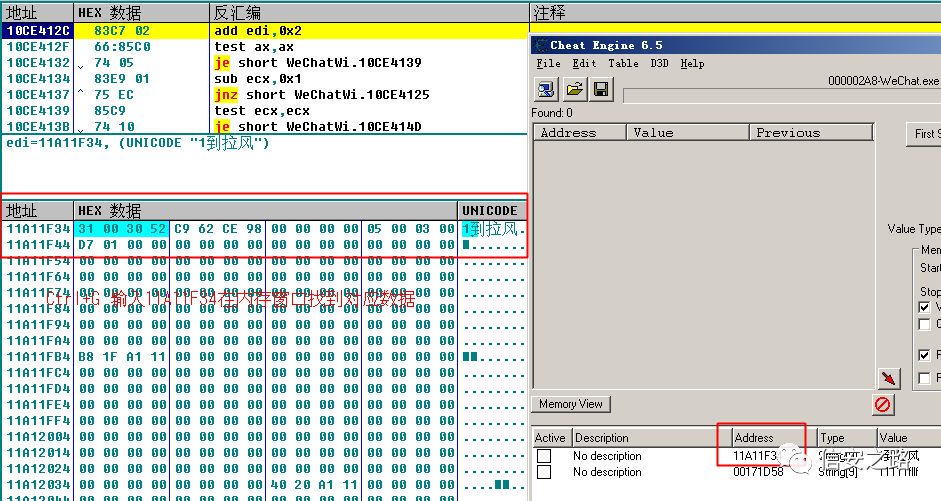 地址 HEX 数据 反汇编 注释
10CE412C 83C7 02 add edi,0x2
10CE412F 66:85C0 test ax,ax
10CE4132 74 05 je short WeChatWi.10CE4139
10CE4134 83E9 01 sub ecx,0x1
10CE4137 ^ 75 EC jnz short WeChatWi.10CE4125
10CE4139 85C9 test ecx,ecx
10CE413B 74 10 je short WeChatWi.10CE414D
edi=11A11F34, (UNICODE "1到拉风")
地址 HEX 数据 UNICODE
11A11F34 31 00 30 52 C9 62 CE 98 00 00 00 00 05 00 03 00 1到拉风.
11A11F44 D7 01 00 00 00 00 00 00 00 00 00 00 00 00 00 00
11A11F54 00 00 00 00 00 00 00 00 00 00 00 00 00 00 00 00
11A11F64 00 00 00 00 00 00 00 00 00 00 00 00 00 00 00 00
11A11F74 00 00 00 00 00 00 00 00 00 00 00 00 00 00 00 00
Ctrl+G 输入11A11F34在内存窗口找到对应数据
11A11F84 00 00 00 00 00 00 00 00 00 00 00 00 00 00 00 00
11A11F94 00 00 00 00 00 00 00 00 00 00 00 00 00 00 00 00
11A11FA4 00 00 00 00 00 00 00 00 00 00 00 00 00 00 00 00
11A11FB4 B8 1F A1 11 00 00 00 00 00 00 00 00 00 00 00 00
11A11FC4 00 00 00 00 00 00 00 00 00 00 00 00 00 00 00 00
11A11FD4 00 00 00 00 00 00 00 00 00 00 00 00 00 00 00 00
11A11FE4 00 00 00 00 00 00 00 00 00 00 00 00 00 00 00 00
11A11FF4 00 00 00 00 00 00 00 00 00 00 00 00 00 00 00 00
11A12004 00 00 00 00 00 00 00 00 00 00 00 00 00 00 00 00
11A12014 00 00 00 00 00 00 00 00 00 00 00 00 00 00 00 00
11A12024 00 00 00 00 00 00 00 00 00 00 00 00 00 00 00 00
11A12034 00 00 00 00 00 00 00 00 40 20 A1 11 00 00 00 00
Cheat Engine 6.5
File Edit Table D3D Help
000002A8-WeChat.exe
Found: 0
Address Value Previous
First
Value Type
Memory View
Active Description Address Type Value
No description 11A11F3
No description 00171D58 String[9]
信安之路